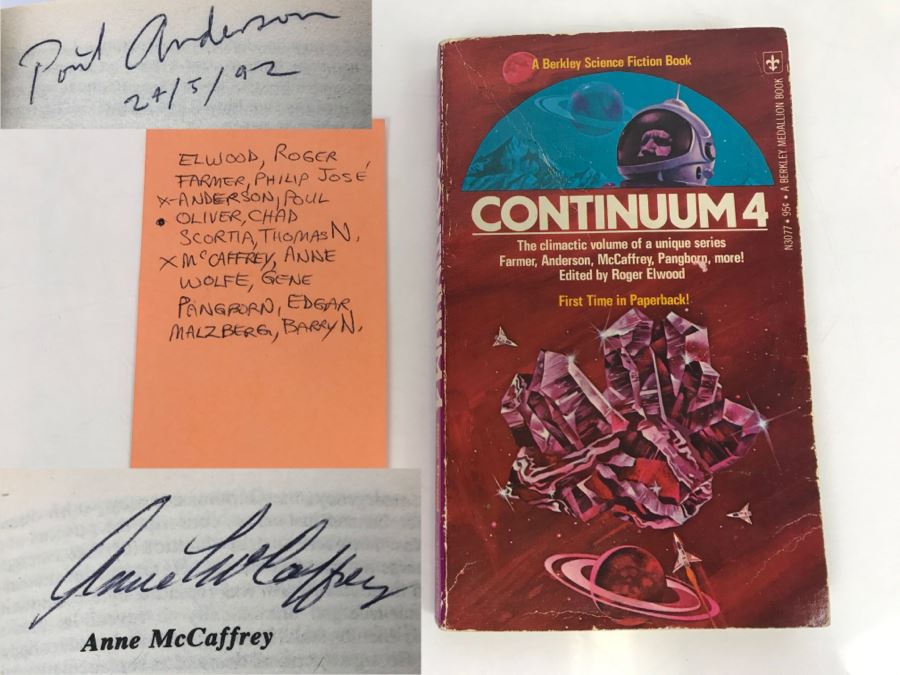 Poul Anderson
24/5/92
ELWOOD, ROGER
FARMER, PHILIP JOSÉ
x ANDERSON, POUL
• OLIVER, CHAD
SCORTIA, THOMAS N.
x McCAFFREY, ANNE
WOLFE, GENE
PANGBORN, EDGAR
MALZBERG, BARRY N.
Anne McCaffrey
Anne McCaffrey
A Berkley Science Fiction Book
CONTINUUM 4
The climactic volume of a unique series
Farmer, Anderson, McCaffrey, Pangborn, more!
Edited by Roger Elwood
First Time in Paperback!
N3077 • 95¢ • A BERKLEY MEDALLION BOOK